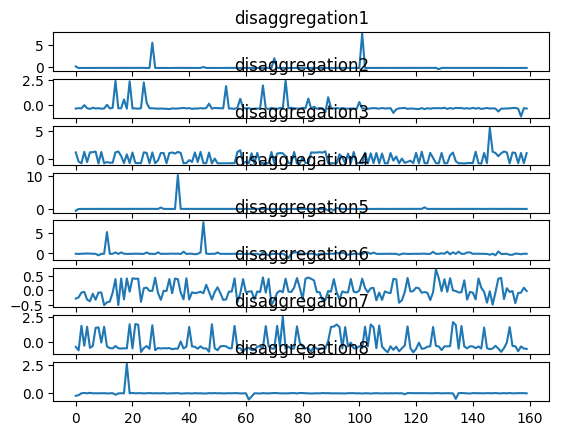 disaggregation1
5
0
disaggregation2
2.5
0.0
disaggregation3
5
0
disaggregation4
10
0
disaggregation5
5
0
disaggregation6
0.5
0.0
−0.5
disaggregation7
2.5
0.0
disaggregation8
2.5
0.0
0 20 40 60 80 100 120 140 160